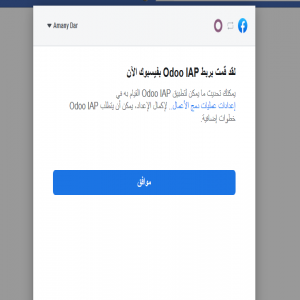 Amany Dar
لقد قمت بربط Odoo IAP بفيسبوك الآن
يمكنك تحديث ما يمكن لتطبيق Odoo IAP القيام به في
إعدادات عمليات دمج الأعمال. لإكمال الإعداد، يمكن أن يتطلب Odoo IAP
خطوات إضافية.
موافق